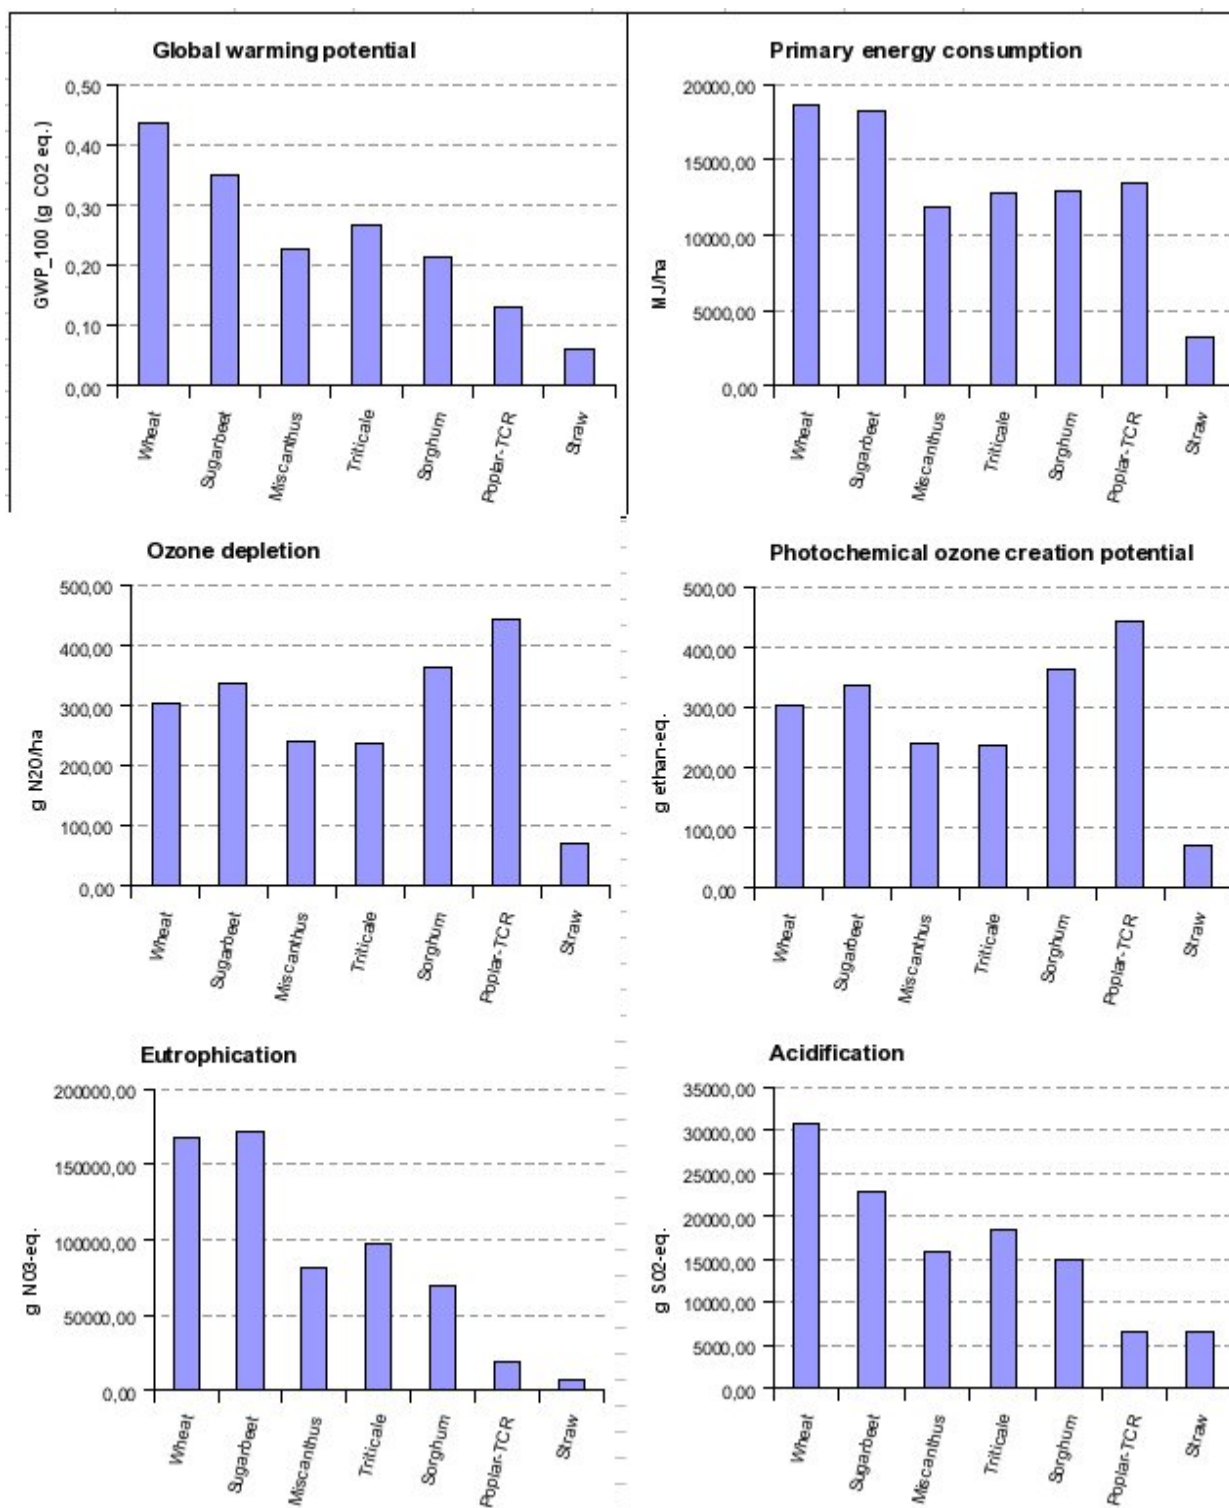 Global warming potential
GWP_100 (g CO2 eq.)
0,50
0,40
0,30
0,20
0,10
0,00
Wheat
Sugarbeet
Miscanthus
Triticale
Sorghum
Poplar-TCR
Straw
Primary energy consumption
MJ/ha
20000,00
15000,00
10000,00
5000,00
0,00
Wheat
Sugarbeet
Miscanthus
Triticale
Sorghum
Poplar-TCR
Straw
Ozone depletion
g N20/ha
500,00
400,00
300,00
200,00
100,00
0,00
Wheat
Sugarbeet
Miscanthus
Triticale
Sorghum
Poplar-TCR
Straw
Photochemical ozone creation potential
g ethan-eq.
500,00
400,00
300,00
200,00
100,00
0,00
Wheat
Sugarbeet
Miscanthus
Triticale
Sorghum
Poplar-TCR
Straw
Eutrophication
g N03-eq.
200000,00
150000,00
100000,00
50000,00
0,00
Wheat
Sugarbeet
Miscanthus
Triticale
Sorghum
Poplar-TCR
Straw
Acidification
g S02-eq.
35000,00
30000,00
25000,00
20000,00
15000,00
10000,00
5000,00
0,00
Wheat
Sugarbeet
Miscanthus
Triticale
Sorghum
Poplar-TCR
Straw